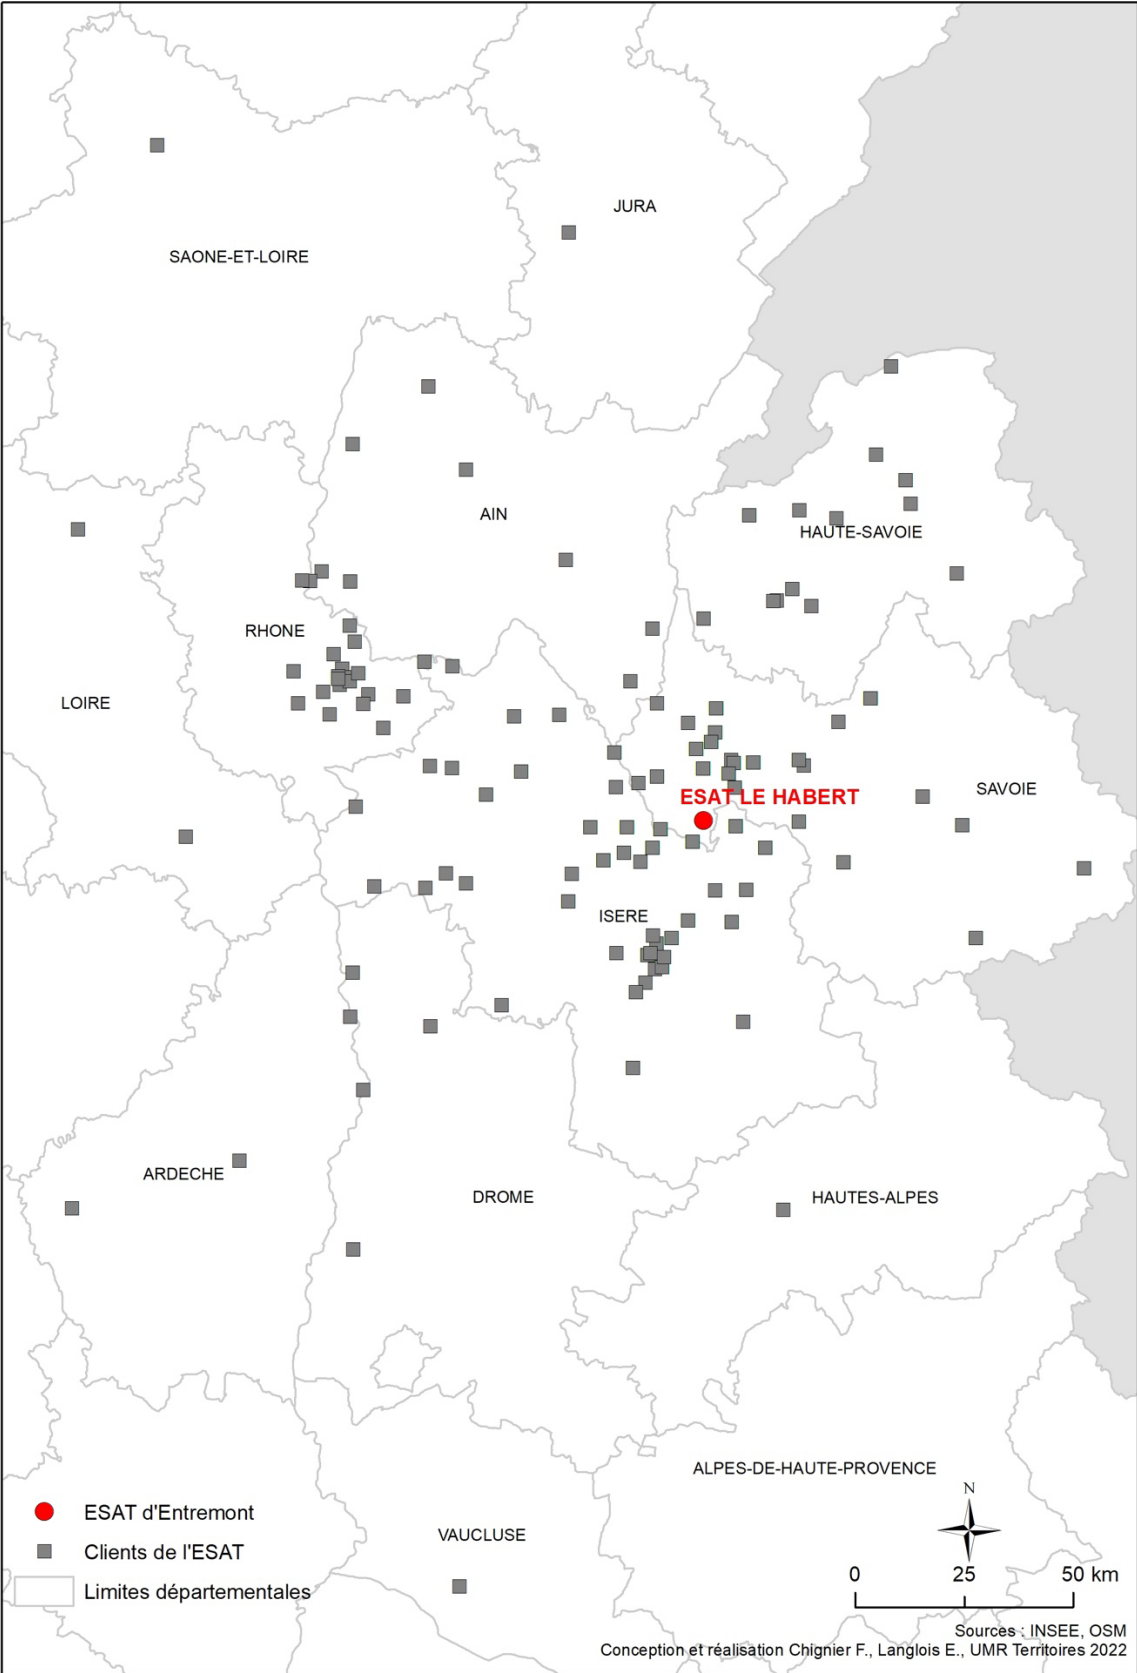 JURA
SAONE-ET-LOIRE
AIN
HAUTE-SAVOIE
RHONE
LOIRE
SAVOIE
ESAT LE HABERT
ISERE
ARDECHE
DROME
HAUTES-ALPES
ALPES-DE-HAUTE-PROVENCE
VAUCLUSE
ESAT d'Entremont
Clients de l'ESAT
Limites départementales
N
0 25 50 km
Sources : INSEE, OSM
Conception et réalisation Chignier F., Langlois E., UMR Territoires 2022